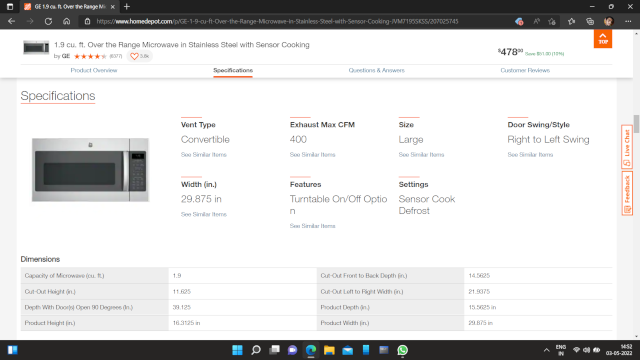 GE 1.9 cu. ft. Over the Range Mi
https://www.homedepot.com/p/GE-1-9-cu-ft-Over-the-Range-Microwave-in-Stainless-Steel-with-Sensor-Cooking-JVM7195SKSS/207025745
1.9 cu. ft. Over the Range Microwave in Stainless Steel with Sensor Cooking
by GE
3.8k
$478.00 Save $91.00
TOP
Product Overview
Specifications
Questions & Answers
Customer Reviews
Specifications
Vent Type
Convertible
See Similar Items
Exhaust Max CFM
400
See Similar Items
Size
Large
See Similar Items
Door Swing/Style
Right to Left Swing
See Similar Items
Width (in.)
29.875 in
See Similar Items
Features
Turntable On/Off Optio
n
See Similar Items
Settings
Sensor Cook
Defrost
Live Chat
Feedback
Dimensions
Capacity of Microwave (cu. ft.) 1.9 Cut-Out Front to Back Depth (in.) 14.5625
Cut-Out Height (in.) 11.625 Cut-Out Left to Right Width (in.) 21.9375
Depth With Door(s) Open 90 Degrees (in.) 39.125 Product Depth (in.) 15.5625 in
Product Height (in.) 16.3125 in Product Width (in.) 29.875 in
ENG
IN
14:52
03-05-2022